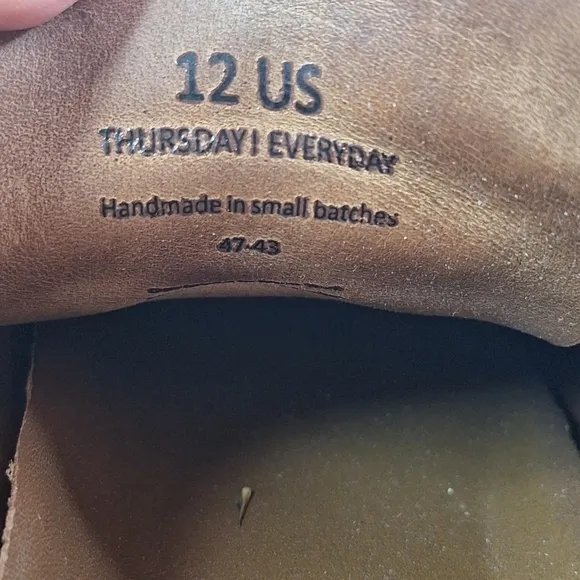 12 US
THURSDAY! EVERYDAY
Handmade in small batches
47-43